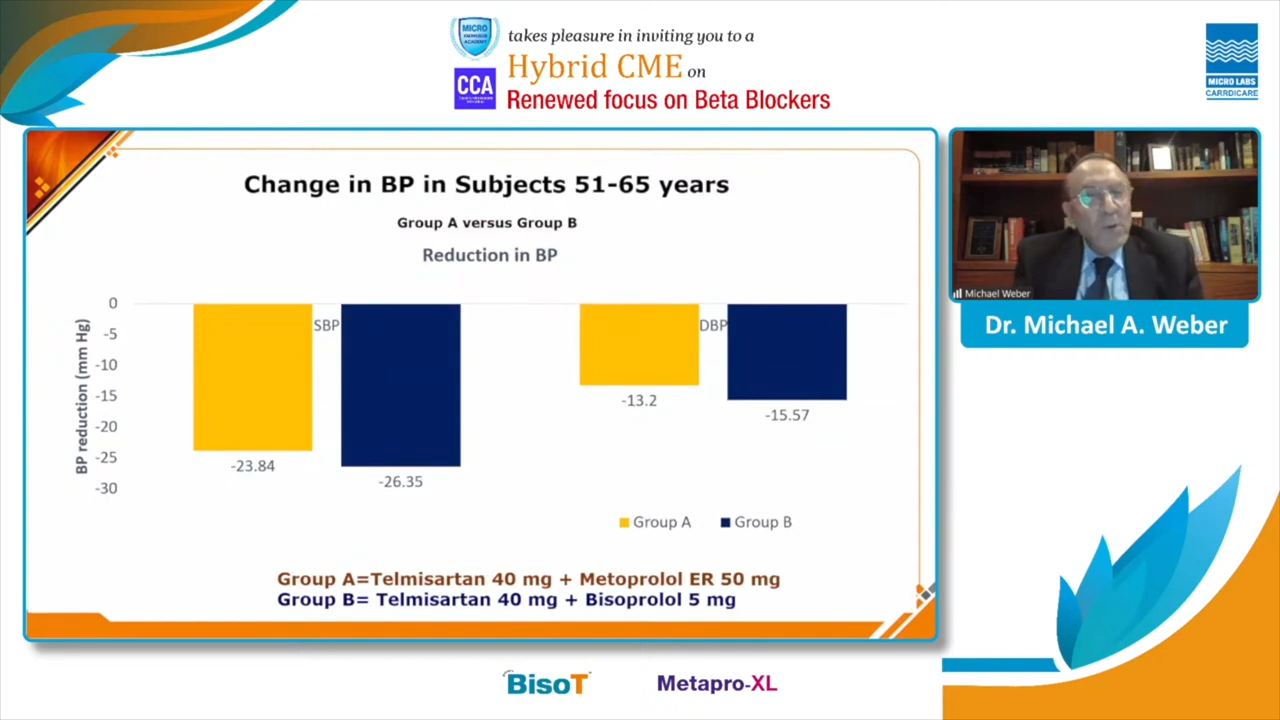 MICRO
KNOWLEDGE
ACADEMY
takes pleasure in inviting you to a
CCA
Hybrid CME on
Renewed focus on Beta Blockers
MICRO LABS
CARRDICARE
Change in BP in Subjects 51-65 years
Group A versus Group B
Reduction in BP
BP reduction (mm Hg)
0
-5
-10
-15
-20
-25
-30
SBP
DBP
-23.84
-26.35
-13.2
-15.57
Group A
Group B
Group A=Telmisartan 40 mg + Metoprolol ER 50 mg
Group B= Telmisartan 40 mg + Bisoprolol 5 mg
Michael Weber
Dr. Michael A. Weber
BisoT
Metapro-XL